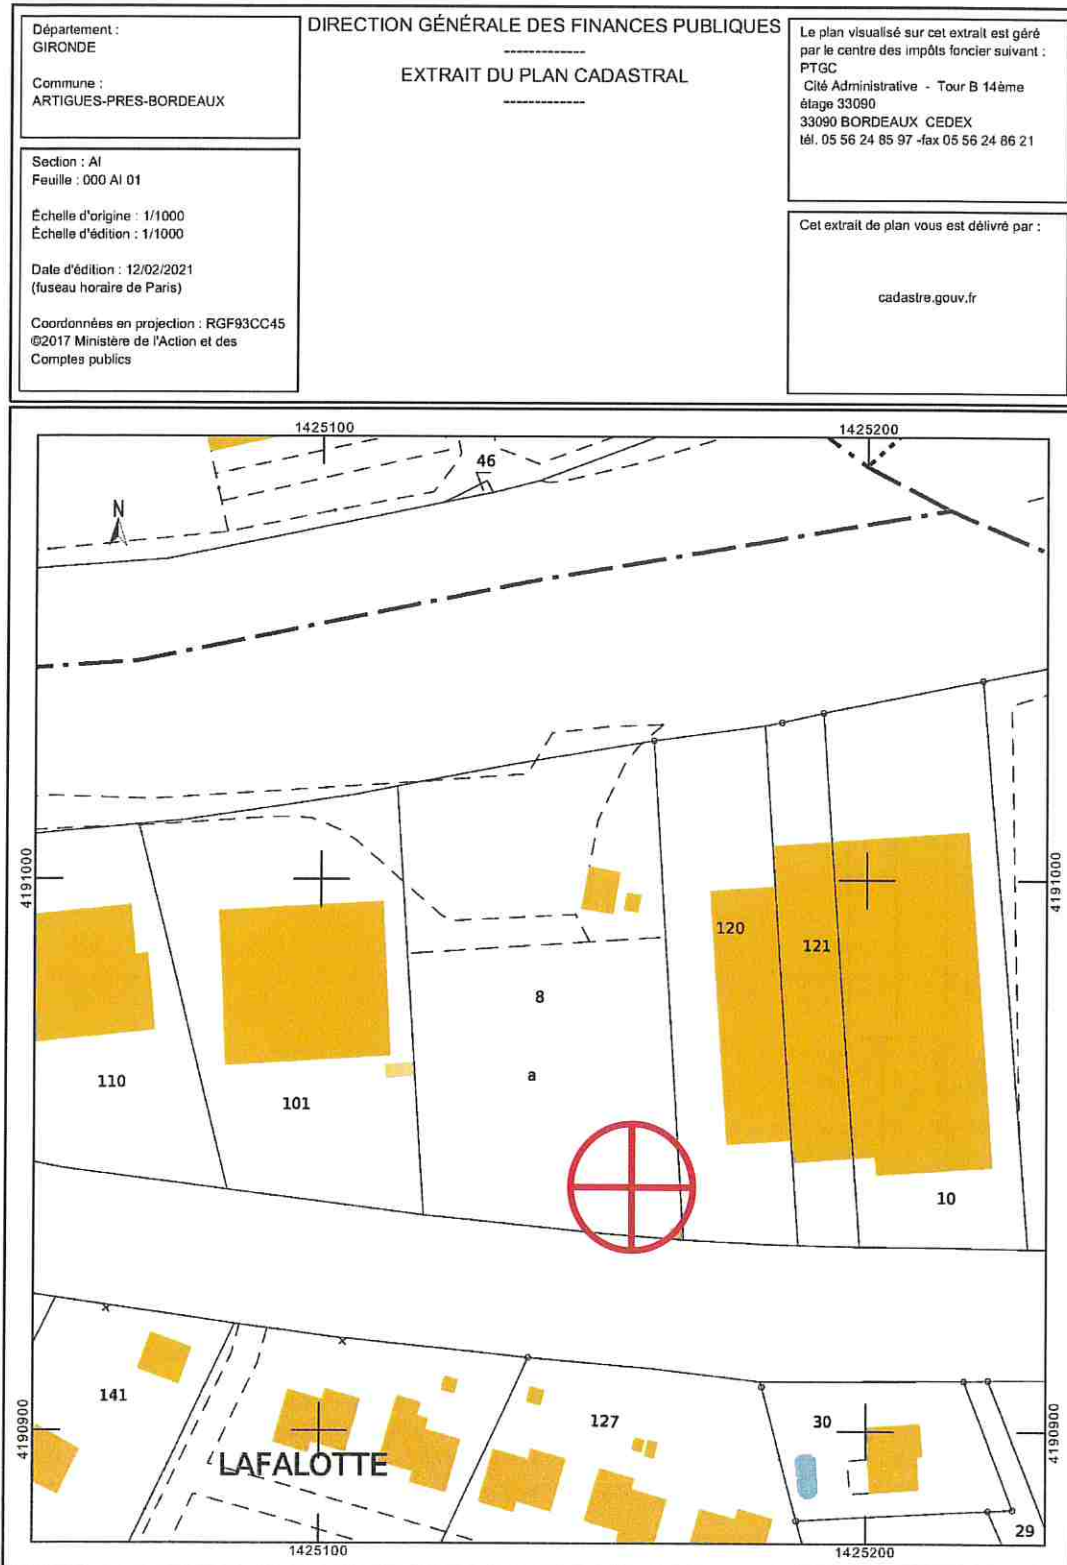 Département :
GIRONDE
Commune :
ARTIGUES-PRES-BORDEAUX
Section : AI
Feuille : 000 AI 01
Échelle d'origine : 1/1000
Échelle d'édition : 1/1000
Date d'édition : 12/02/2021
(fuseau horaire de Paris)
Coordonnées en projection : RGF93CC45
©2017 Ministère de l'Action et des
Comptes publics
DIRECTION GÉNÉRALE DES FINANCES PUBLIQUES
-------------
EXTRAIT DU PLAN CADASTRAL
-------------
Le plan visualisé sur cet extrait est géré
par le centre des impôts foncier suivant :
PTGC
Cité Administrative - Tour B 14ème
étage 33090
33090 BORDEAUX CEDEX
tél. 05 56 24 85 97 -fax 05 56 24 86 21
Cet extrait de plan vous est délivré par :
cadastre.gouv.fr
1425100
1425200
46
N
4191000
4191000
120
121
8
a
110
101
10
141
127
30
4190900
4190900
LAFALOTTE
29
1425100
1425200